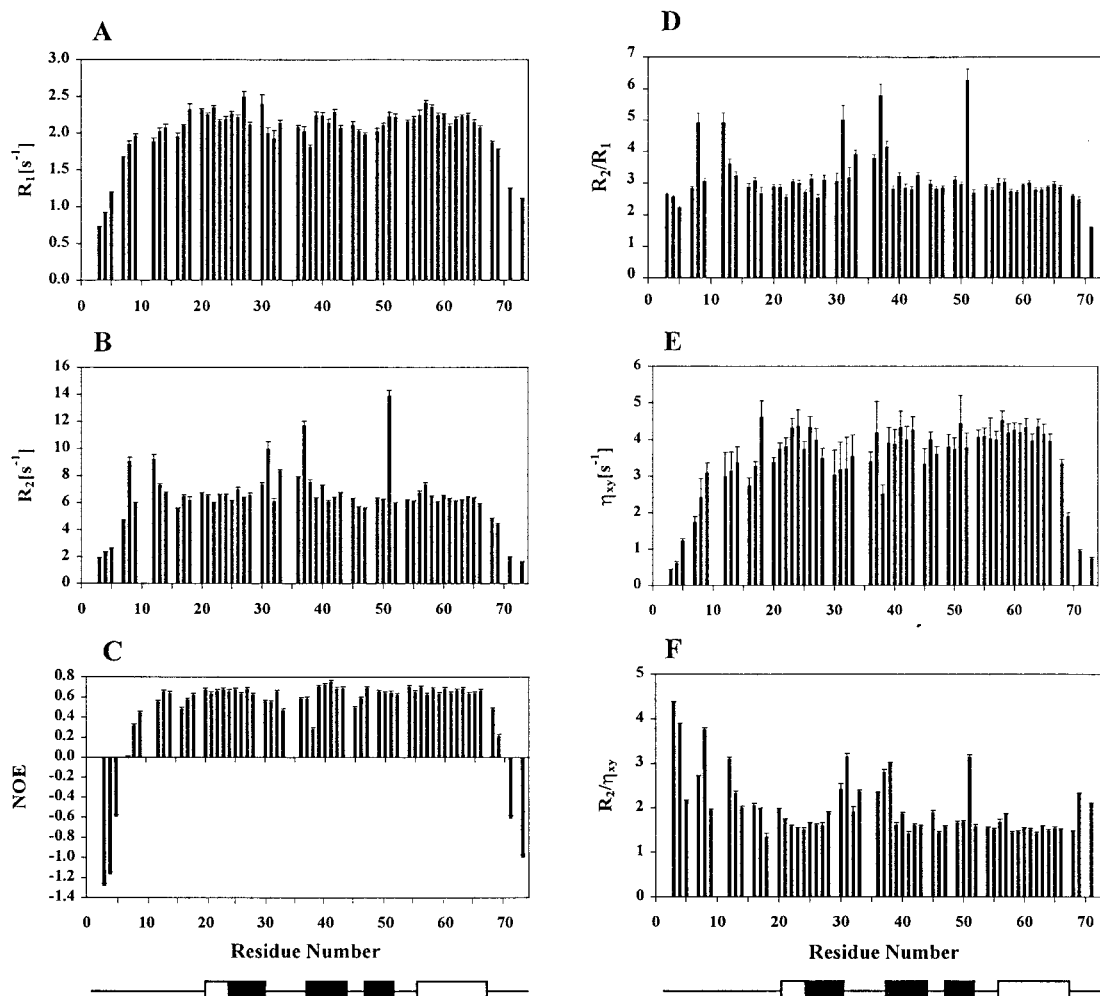 A
3.0
2.5
2.0
1.5
1.0
0.5
0.0
R₁[s⁻¹]
0 10 20 30 40 50 60 70
B
16
14
12
10
8
6
4
2
0
R₂[s⁻¹]
0 10 20 30 40 50 60 70
C
0.8
0.6
0.4
0.2
0.0
-0.2
-0.4
-0.6
-0.8
-1.0
-1.2
-1.4
NOE
0 10 20 30 40 50 60 70
Residue Number
D
7
6
5
4
3
2
1
0
R₂/R₁
0 10 20 30 40 50 60 70
E
6
5
4
3
2
1
0
ηxy[s⁻¹]
0 10 20 30 40 50 60 70
F
5
4
3
2
1
0
R₂/ηxy
0 10 20 30 40 50 60 70
Residue Number